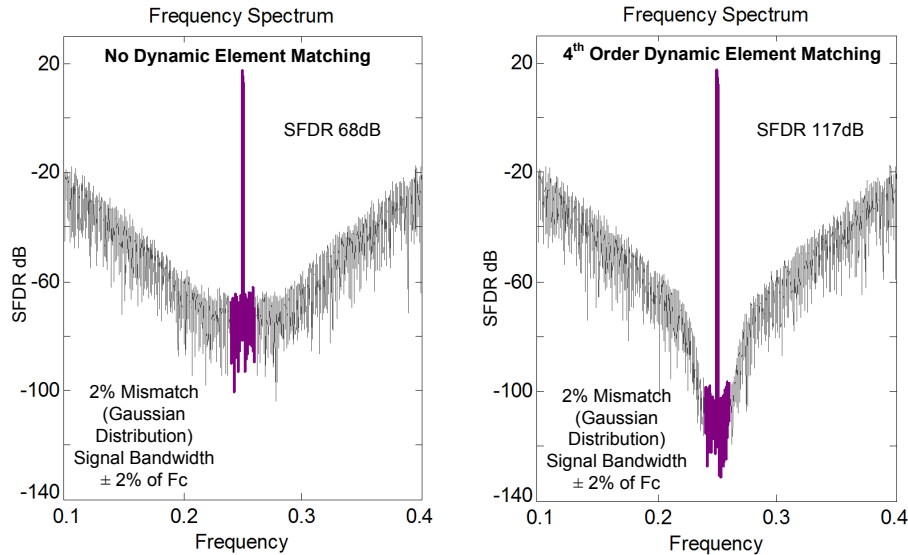 Frequency Spectrum
No Dynamic Element Matching
SFDR 68dB
20
-20
-60
-100
-140
SFDR dB
2% Mismatch
(Gaussian
Distribution)
Signal Bandwidth
± 2% of Fc
0.1
0.2
0.3
0.4
Frequency
Frequency Spectrum
4th Order Dynamic Element Matching
SFDR 117dB
20
-20
-60
-100
-140
SFDR dB
2% Mismatch
(Gaussian
Distribution)
Signal Bandwidth
± 2% of Fc
0.1
0.2
0.3
0.4
Frequency